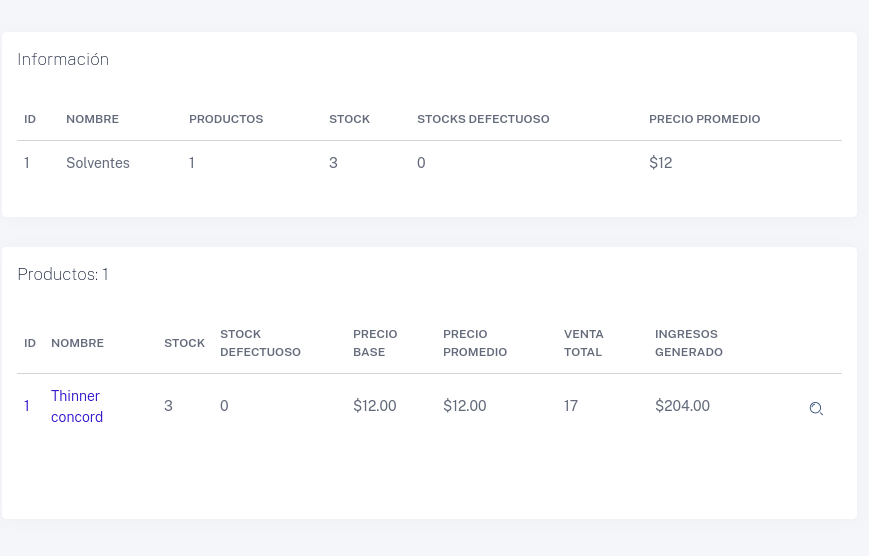 Información
ID NOMBRE PRODUCTOS STOCK STOCKS DEFECTUOSO PRECIO PROMEDIO
1 Solventes 1 3 0 $12
Productos: 1
ID NOMBRE STOCK STOCK DEFECTUOSO PRECIO BASE PRECIO PROMEDIO VENTA TOTAL INGRESOS GENERADO
1 Thinner concord 3 0 $12.00 $12.00 17 $204.00